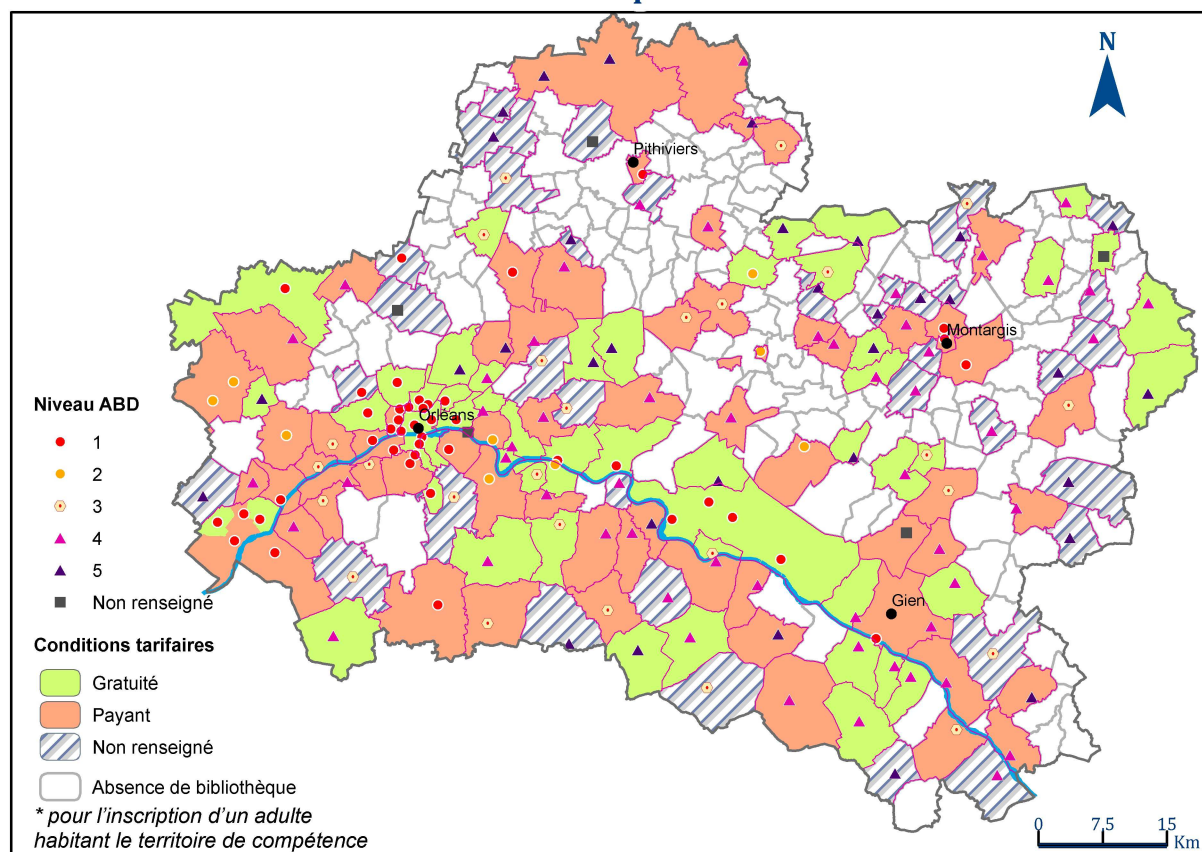 N
Pithiviers
Montargis
Orléans
Gien
Niveau ABD
1
2
3
4
5
Non renseigné
Conditions tarifaires
Gratuité
Payant
Non renseigné
Absence de bibliothèque
* pour l'inscription d'un adulte
habitant le territoire de compétence
0 7,5 15
Km